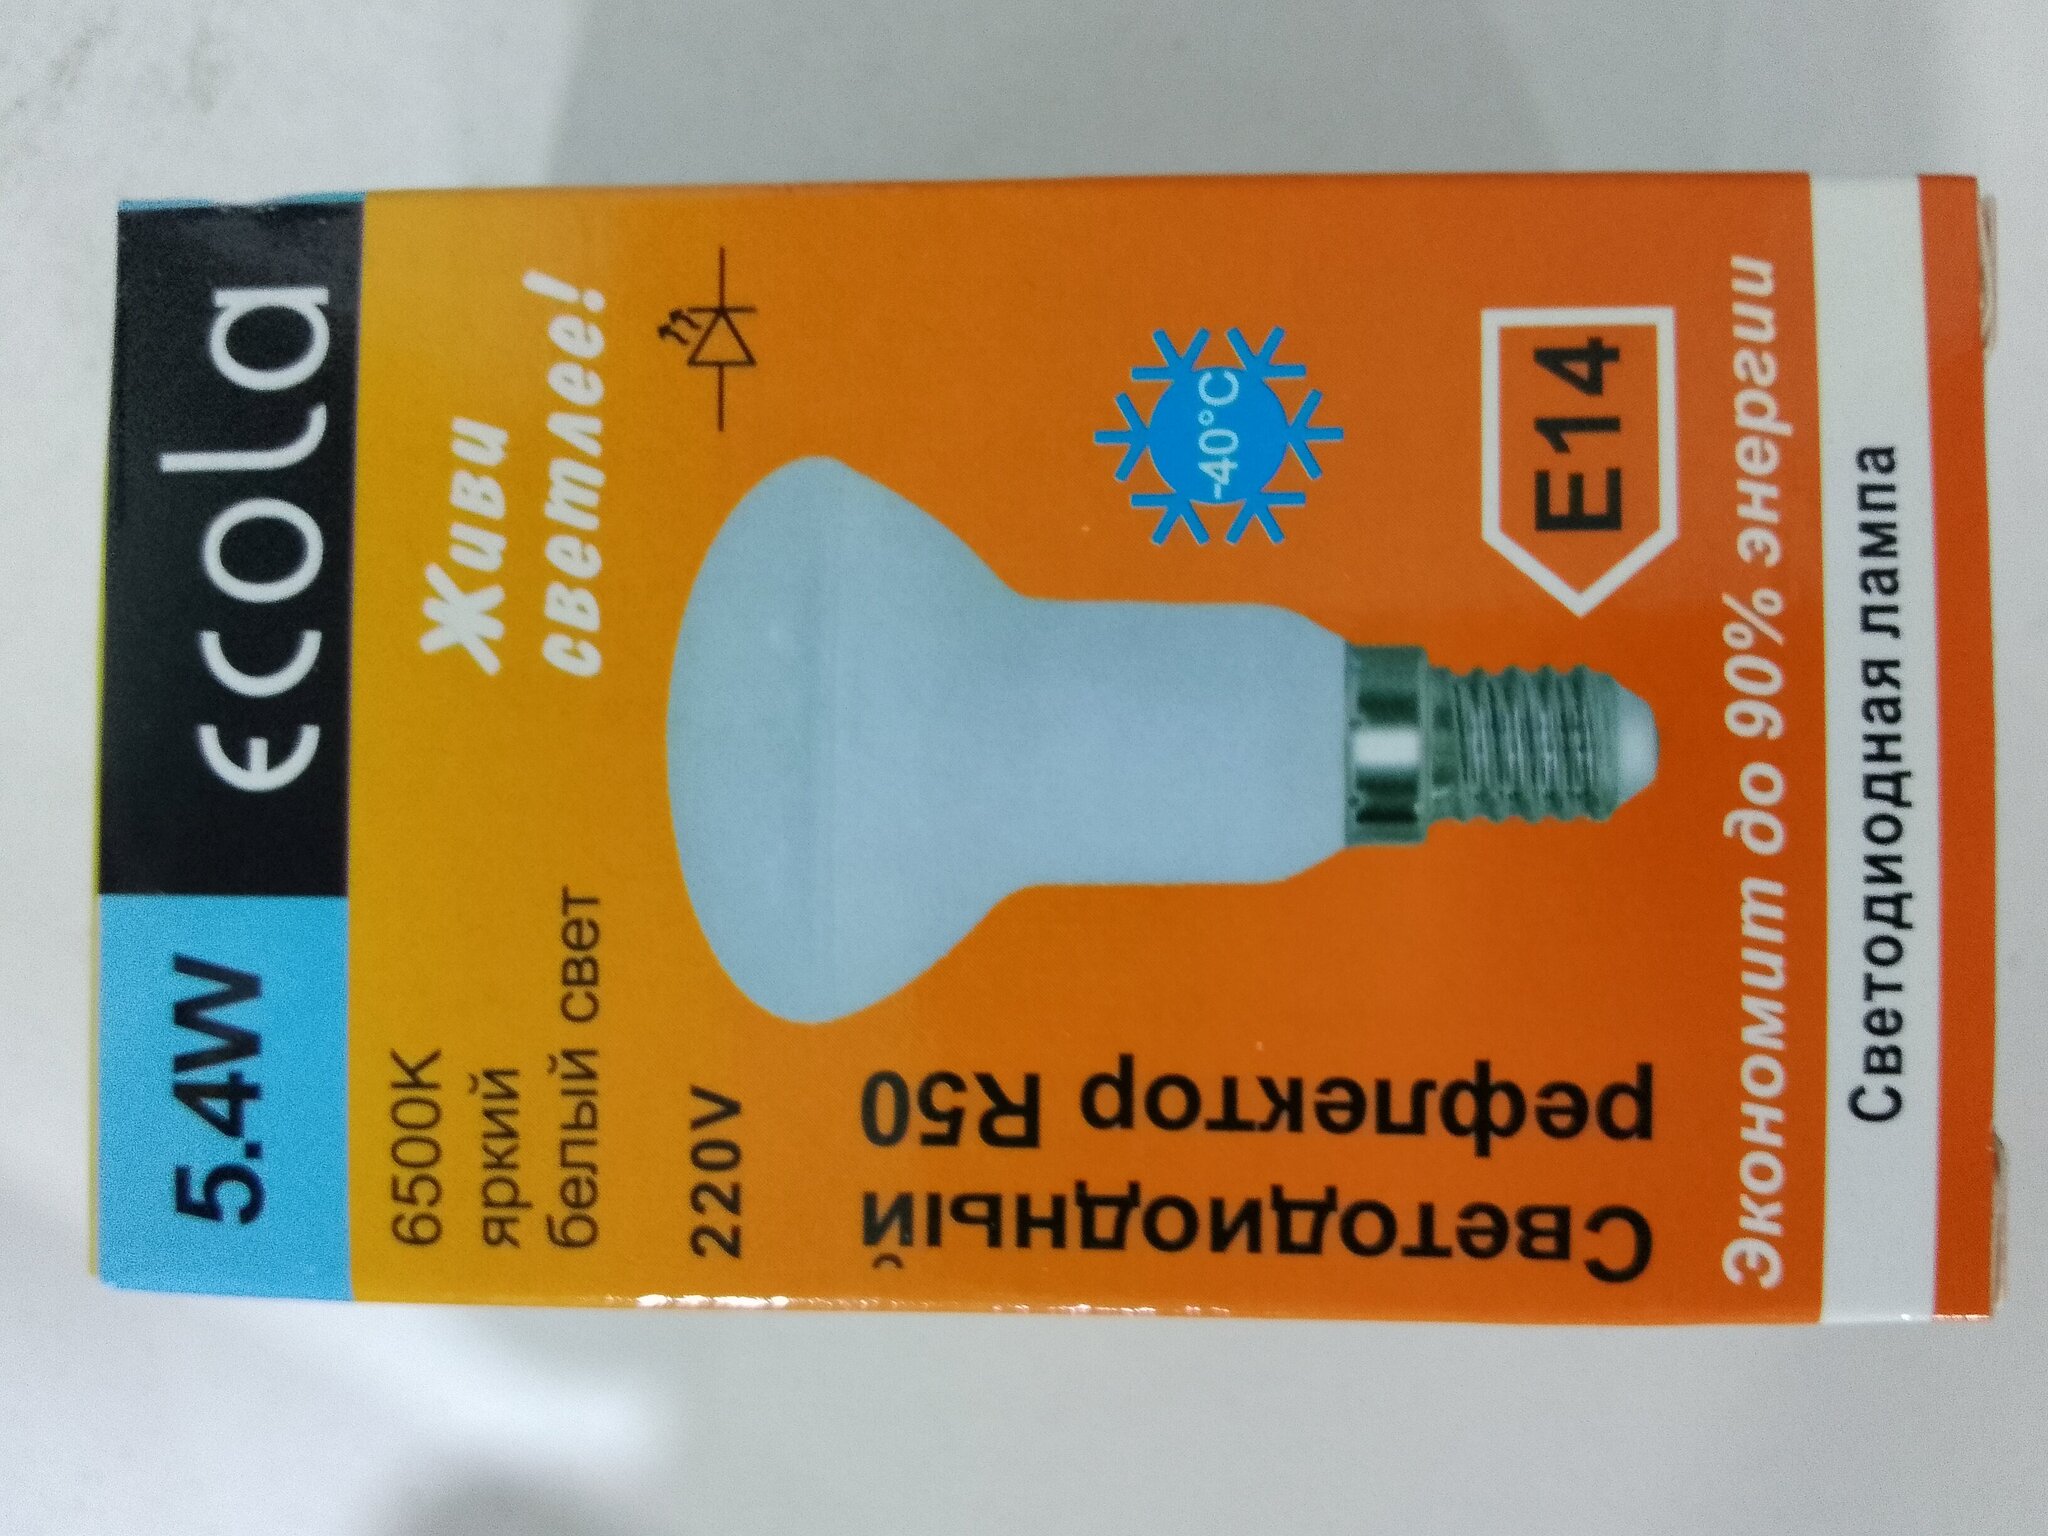 5.4W
ecola
6500K
яркий
белый свет
Живи
светлее!
220V
Светодиодный
рефлектор R50
-40°C
E14
Экономит до 90% энергии
Светодиодная лампа